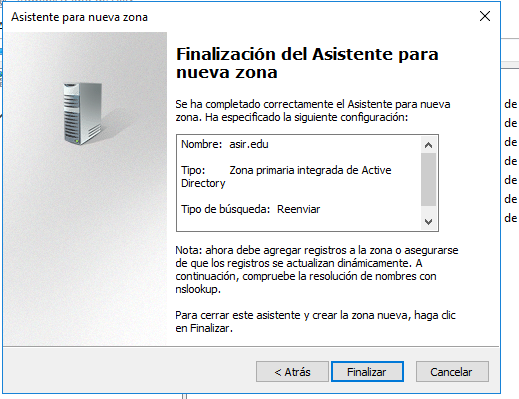 Asistente para nueva zona
Finalización del Asistente para
nueva zona
Se ha completado correctamente el Asistente para nueva
zona. Ha especificado la siguiente configuración:
Nombre: asir.edu
Tipo: Zona primaria integrada de Active
Directory
Tipo de búsqueda: Reenviar
Nota: ahora debe agregar registros a la zona o asegurarse
de que los registros se actualizan dinámicamente. A
continuación, compruebe la resolución de nombres con
nslookup.
Para cerrar este asistente y crear la zona nueva, haga clic
en Finalizar.
< Atrás Finalizar Cancelar
de
de
de
de
de
de
de